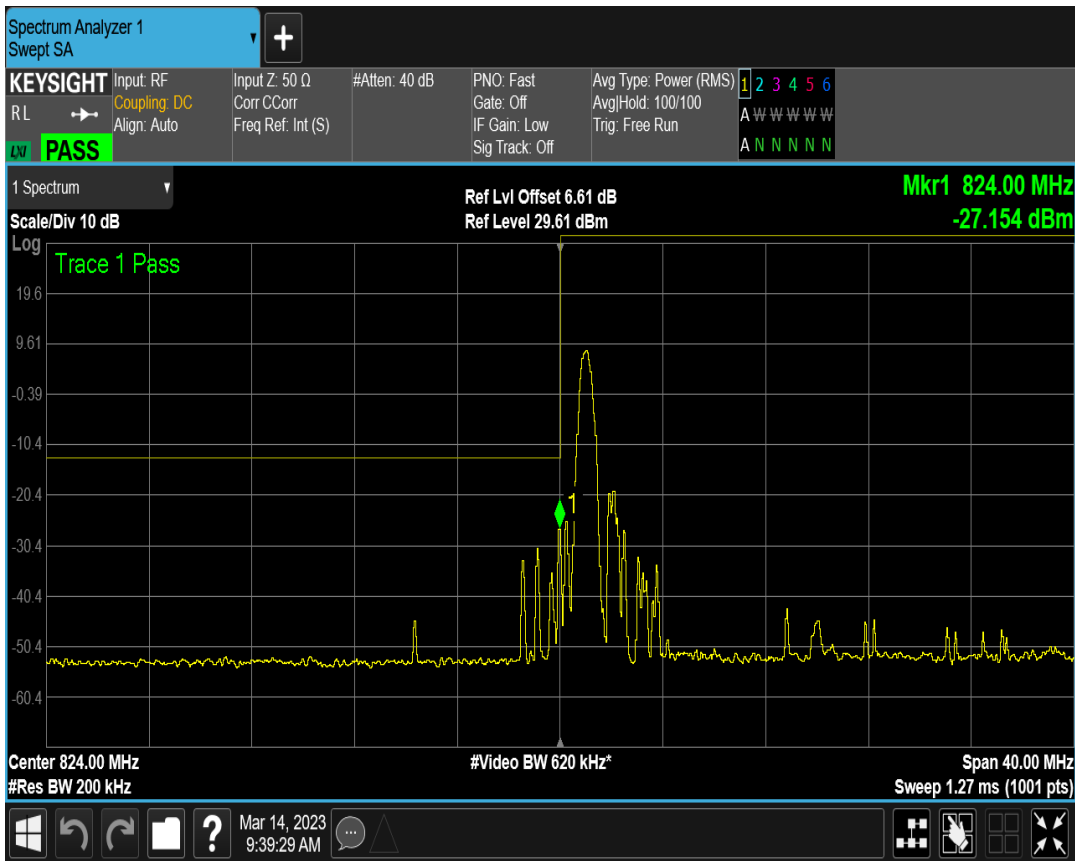 Spectrum Analyzer 1
Swept SA
+
KEYSIGHT
RL
LXI
PASS
Input: RF
Coupling: DC
Align: Auto
Input Z: 50 Ω
Corr CCorr
Freq Ref: Int (S)
#Atten: 40 dB
PNO: Fast
Gate: Off
IF Gain: Low
Sig Track: Off
Avg Type: Power (RMS)
Avg|Hold: 100/100
Trig: Free Run
1 2 3 4 5 6
A W W W W W
A N N N N N
1 Spectrum
Scale/Div 10 dB
Ref Lvl Offset 6.61 dB
Ref Level 29.61 dBm
Mkr1 824.00 MHz
-27.154 dBm
Log
Trace 1 Pass
19.6
9.61
-0.39
-10.4
-20.4
1
-30.4
-40.4
-50.4
-60.4
Center 824.00 MHz
#Video BW 620 kHz*
Span 40.00 MHz
#Res BW 200 kHz
Sweep 1.27 ms (1001 pts)
?
Mar 14, 2023
9:39:29 AM